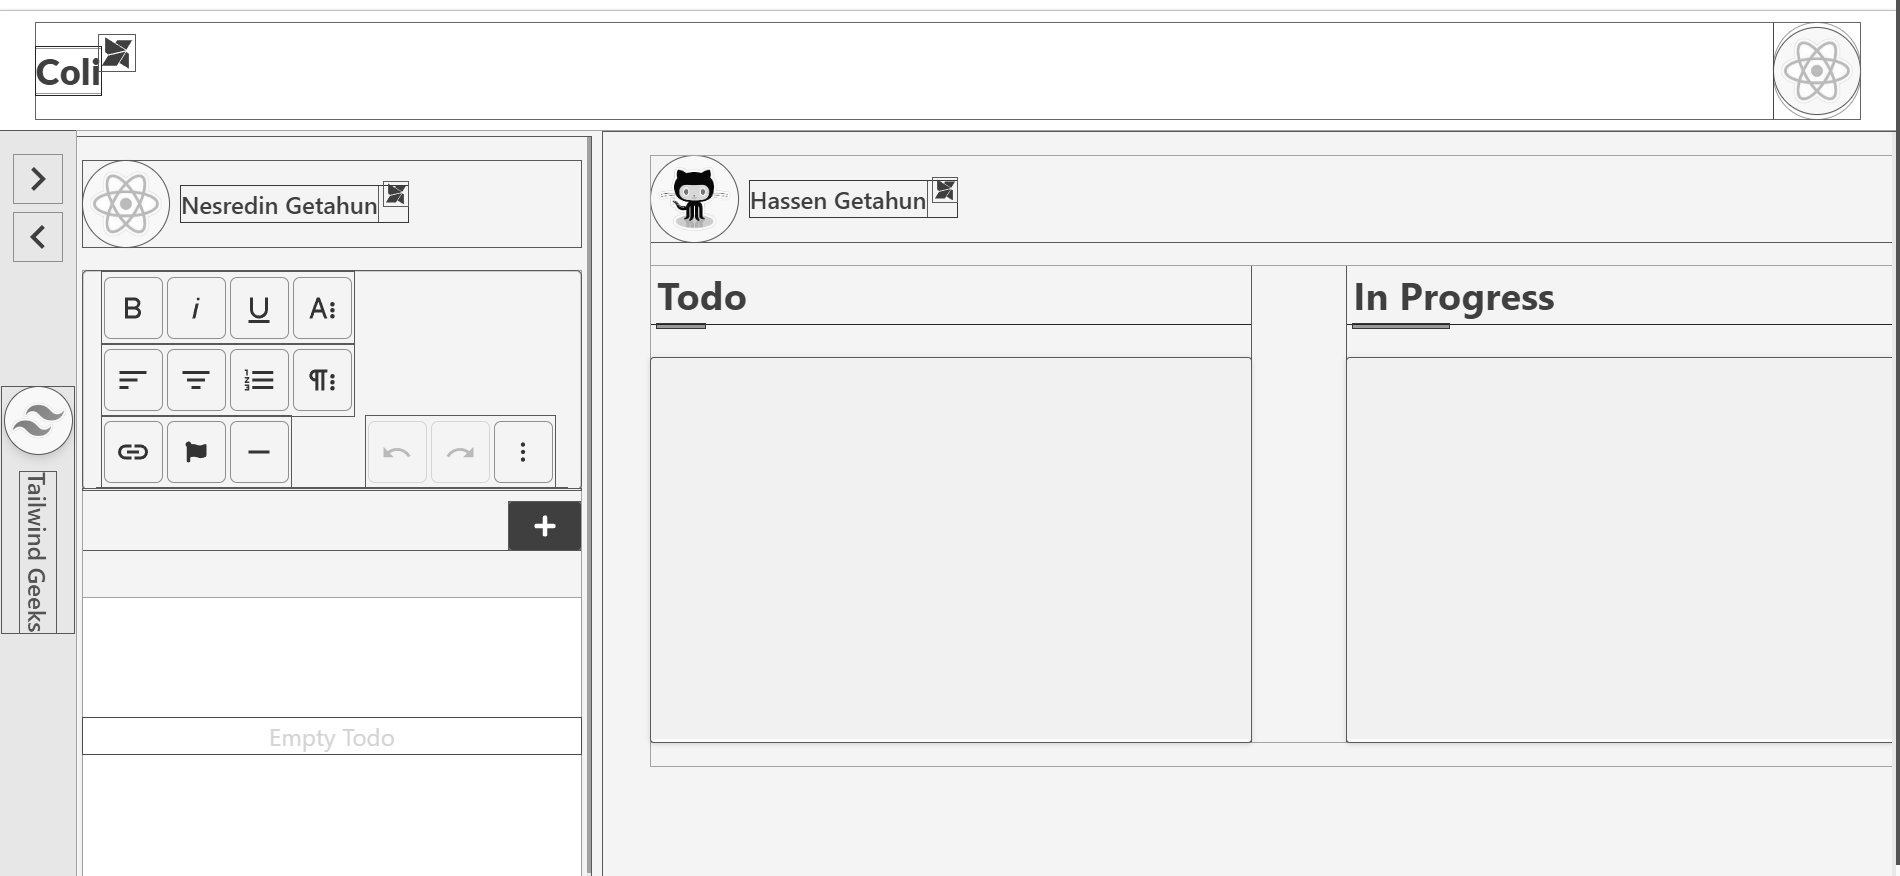 Coli
Nesredin Getahun
B i U A
Tailwind Geeks
Empty Todo
Hassen Getahun
Todo
In Progress